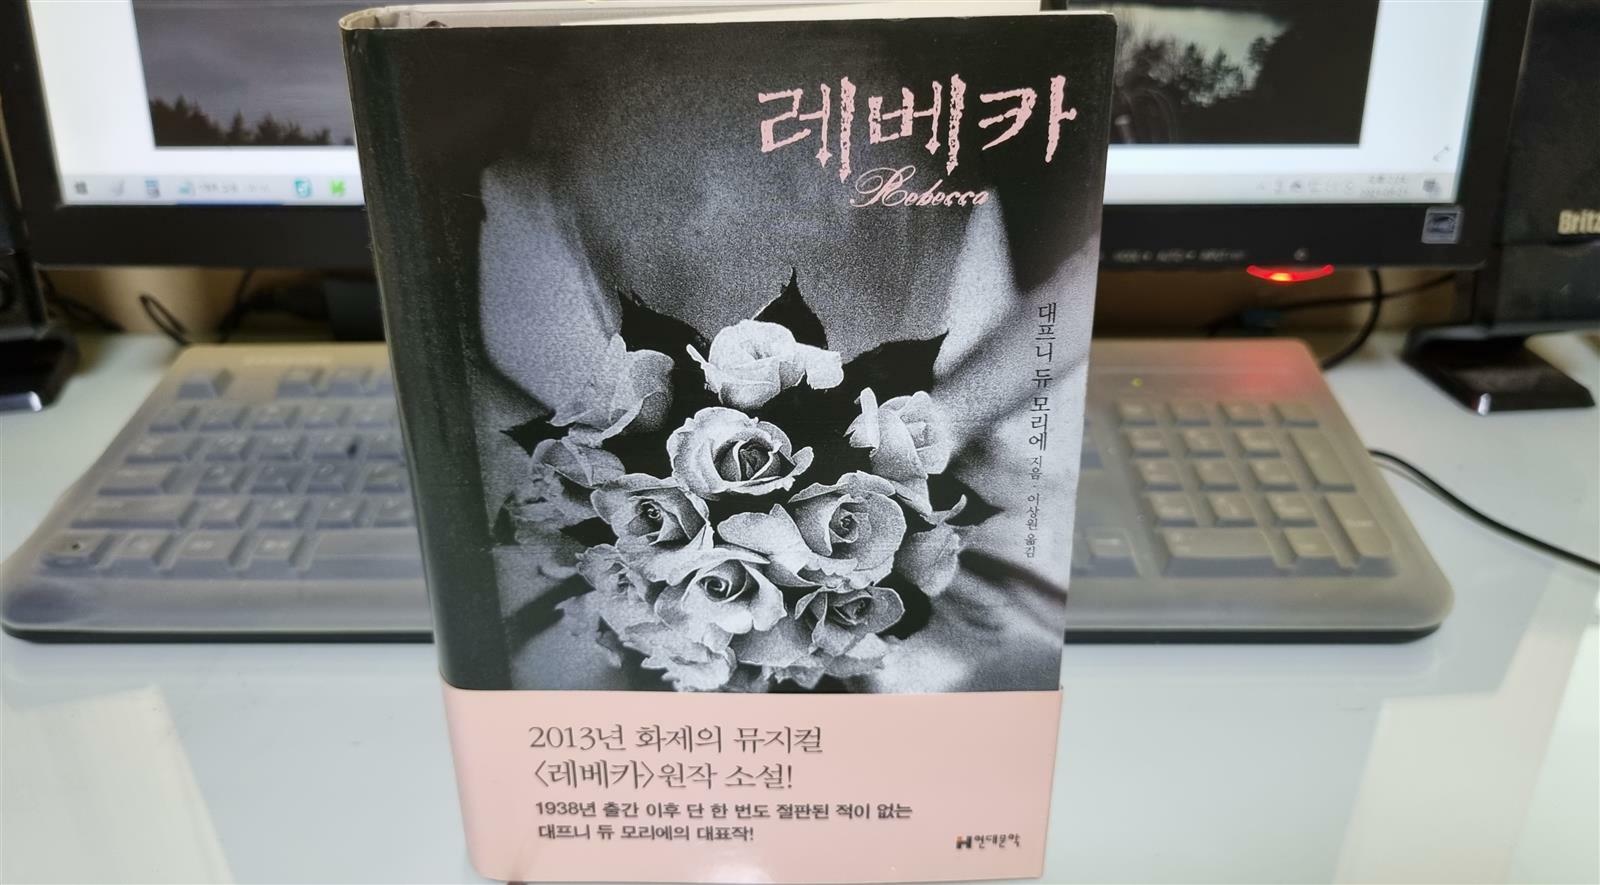 레베카
Rebecca
대프니 듀 모리에 지음 · 이상원 옮김
2013년 화제의 뮤지컬
〈레베카〉원작 소설!
1938년 출간 이후 단 한 번도 절판된 적이 없는
대프니 듀 모리에의 대표작!
현대문학
Britz